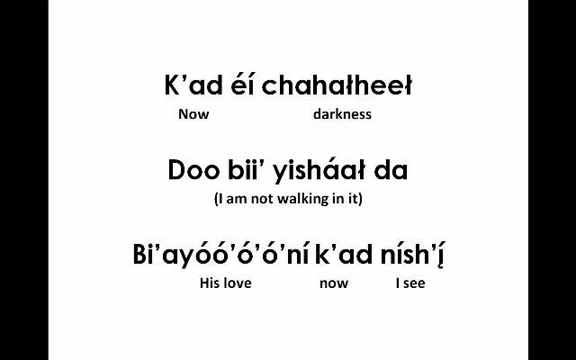 K’ad éí chahałheeł
Now darkness
Doo bii’ yisháał da
(I am not walking in it)
Bi’ayóó’ó’ó’ní k’ad nísh’į́
His love now I see